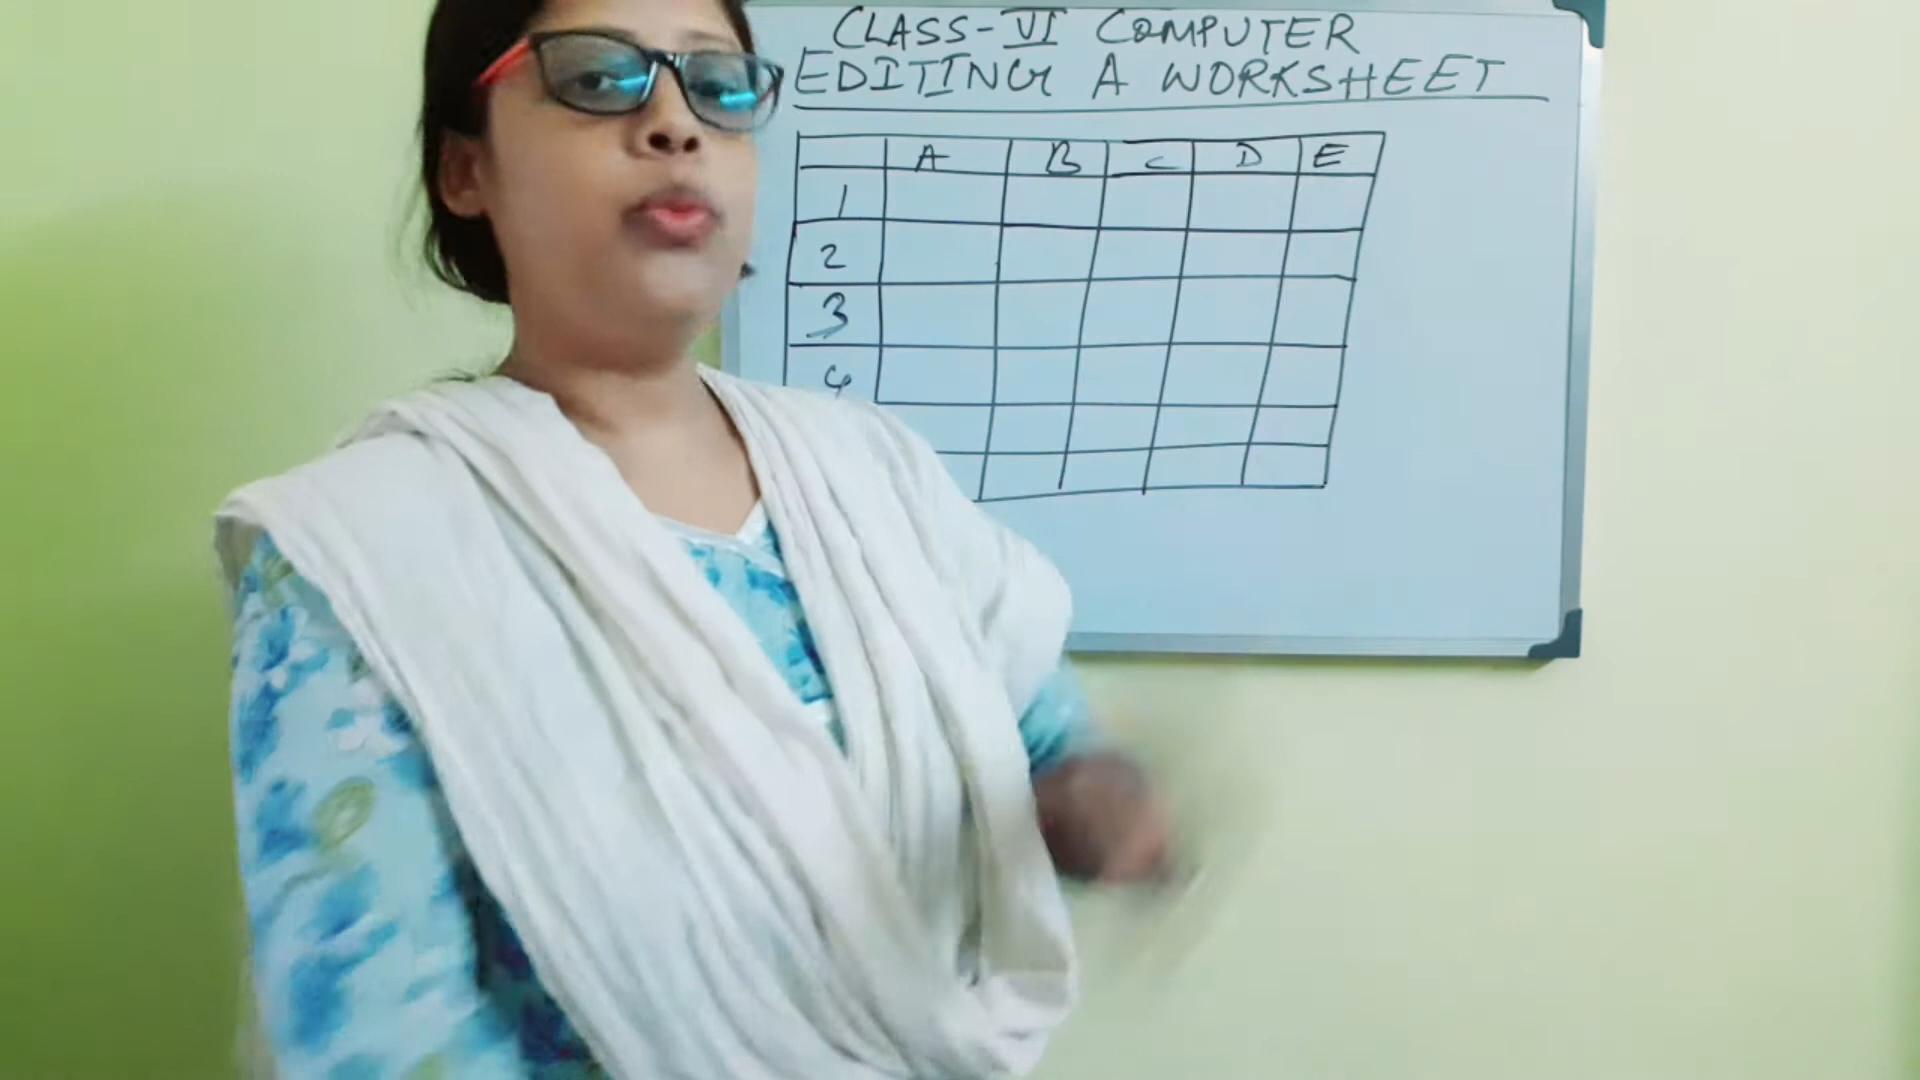 CLASS-VI COMPUTER
EDITING A WORKSHEET
A B C D E
1
2
3
4